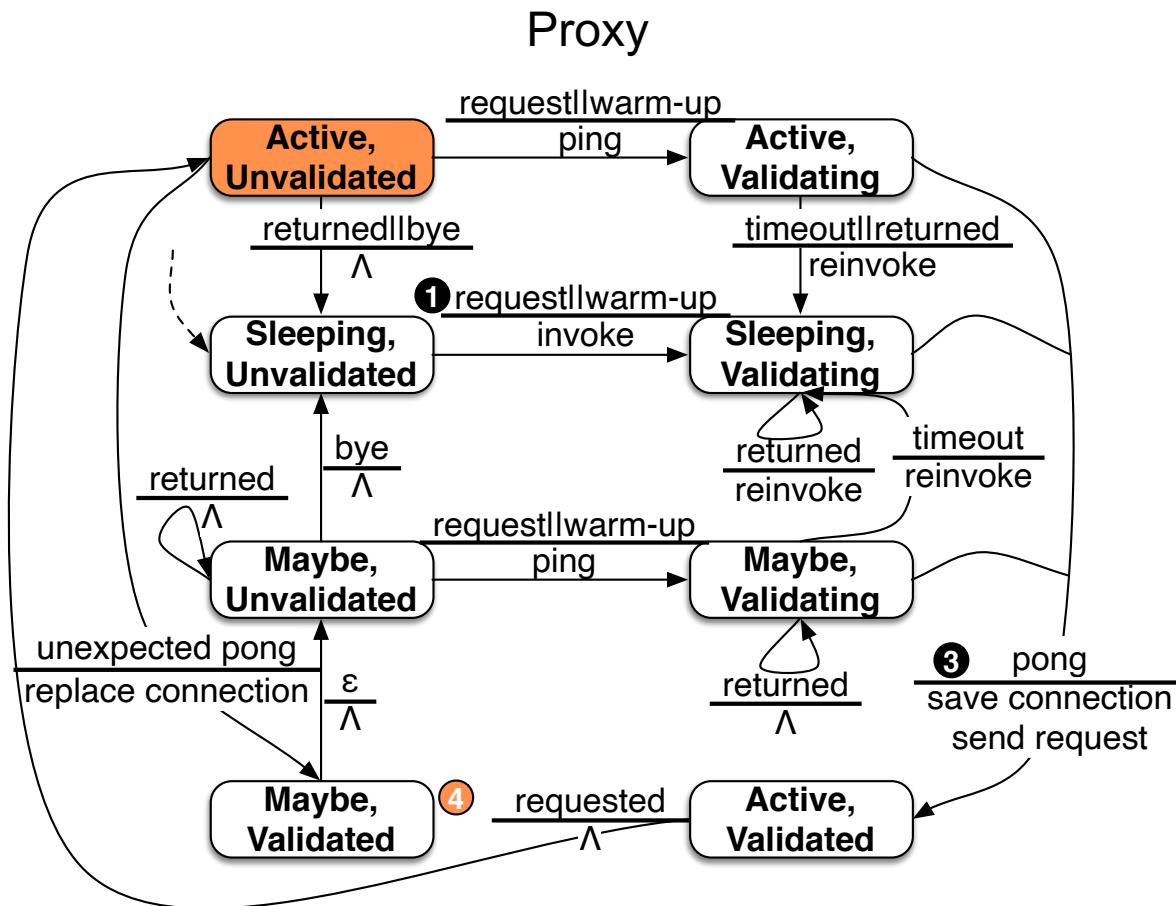 Proxy
request||warm-up
ping
Active,
Unvalidated
Active,
Validating
returned||bye
Λ
timeout||returned
reinvoke
1 request||warm-up
invoke
Sleeping,
Unvalidated
Sleeping,
Validating
returned
Λ
bye
Λ
returned
reinvoke
timeout
reinvoke
request||warm-up
ping
Maybe,
Unvalidated
Maybe,
Validating
unexpected pong
replace connection
ε
Λ
returned
Λ
3 pong
save connection
send request
Maybe,
Validated
4
requested
Λ
Active,
Validated